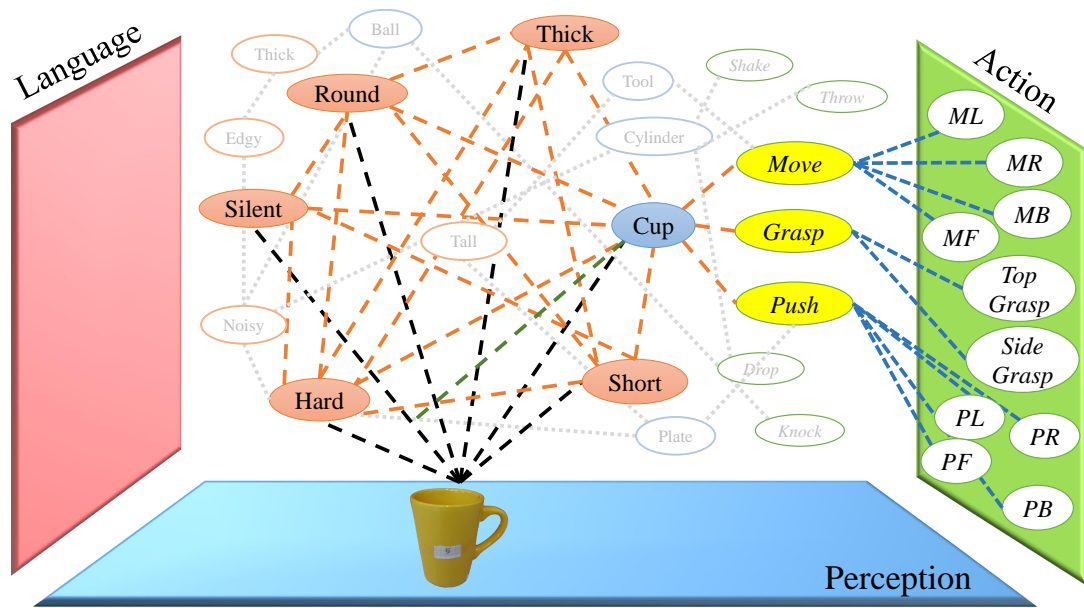 Language
Ball
Thick
Thick
Round
Edgy
Silent
Noisy
Hard
Tall
Short
Tool
Cylinder
Cup
Plate
Shake
Throw
Move
Grasp
Push
Drop
Knock
Action
ML
MR
MB
MF
Top
Grasp
Side
Grasp
PL
PR
PF
PB
Perception